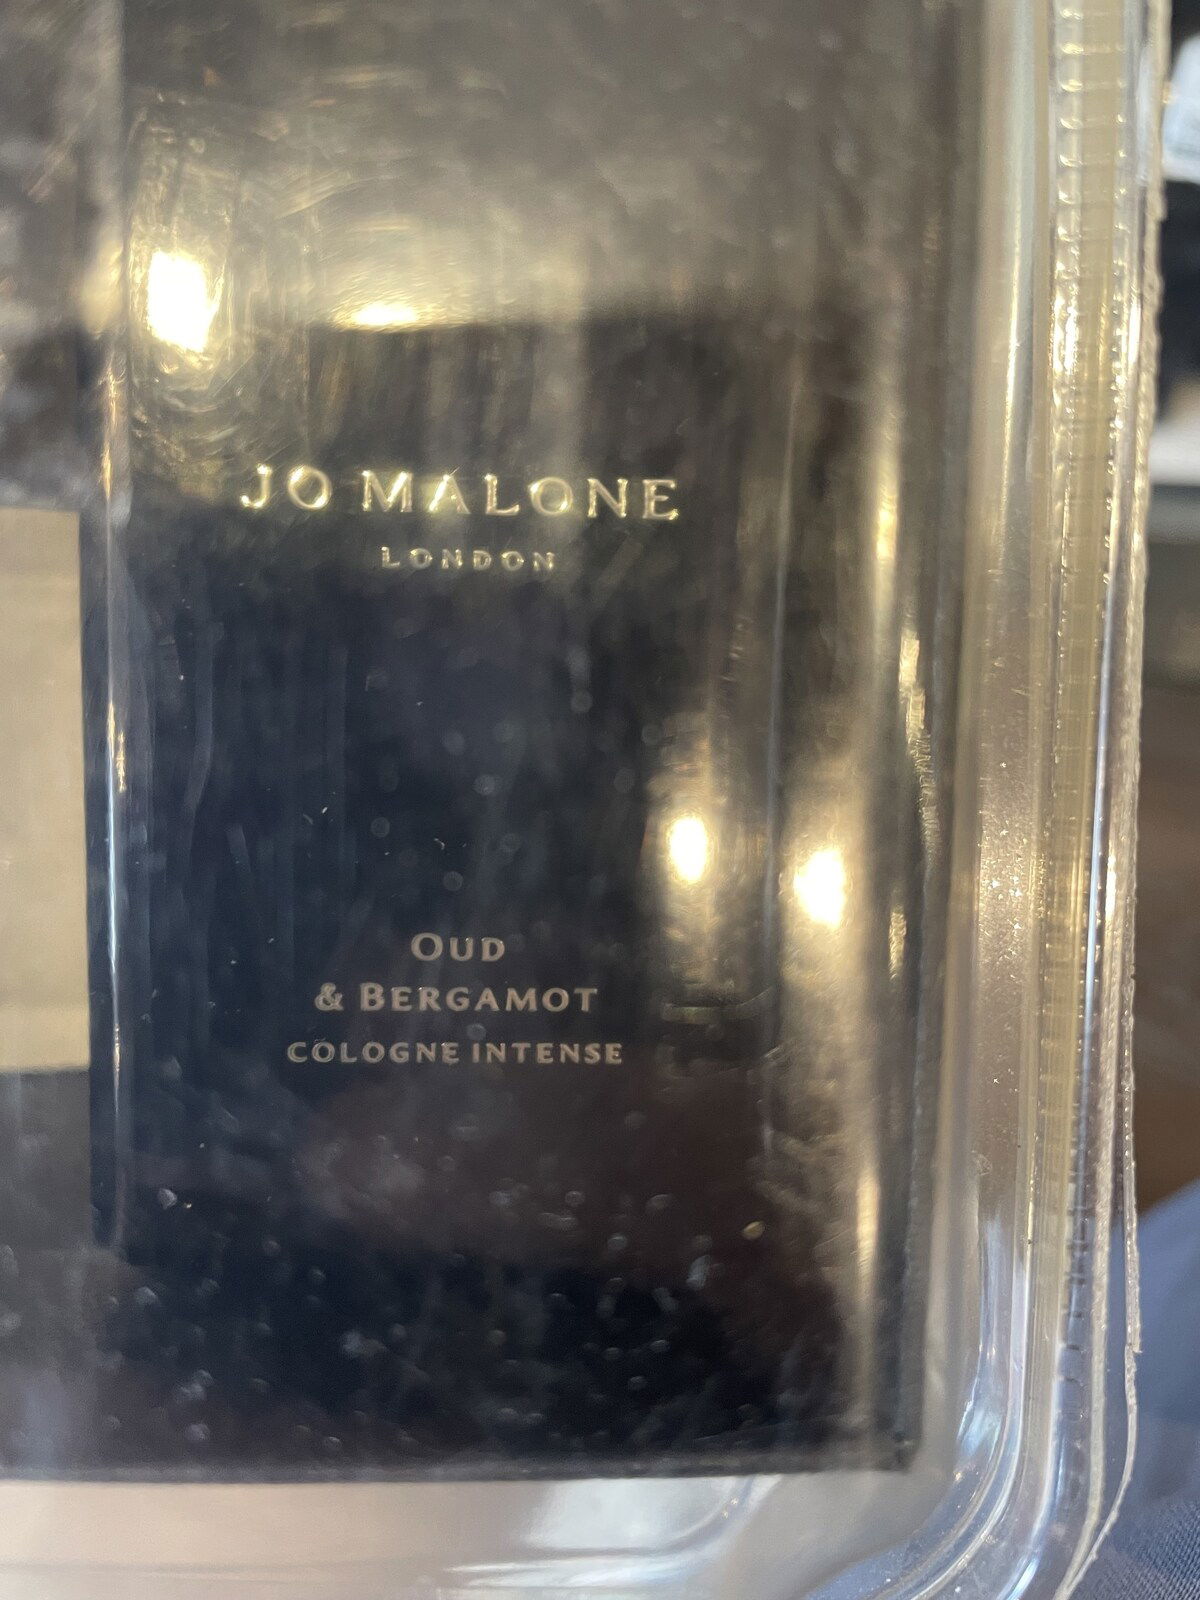 JO MALONE
LONDON
OUD
& BERGAMOT
COLOGNE INTENSE